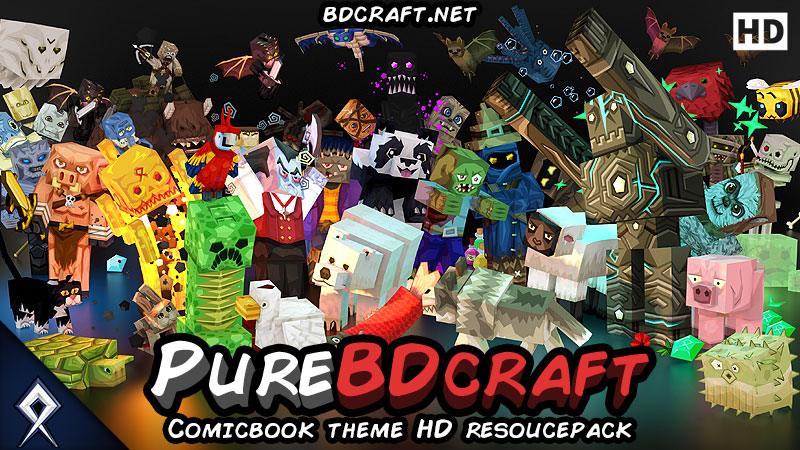 BDCRAFT.NET
HD
PUREBDCRAFT
COMICBOOK THEME HD RESOUCEPACK